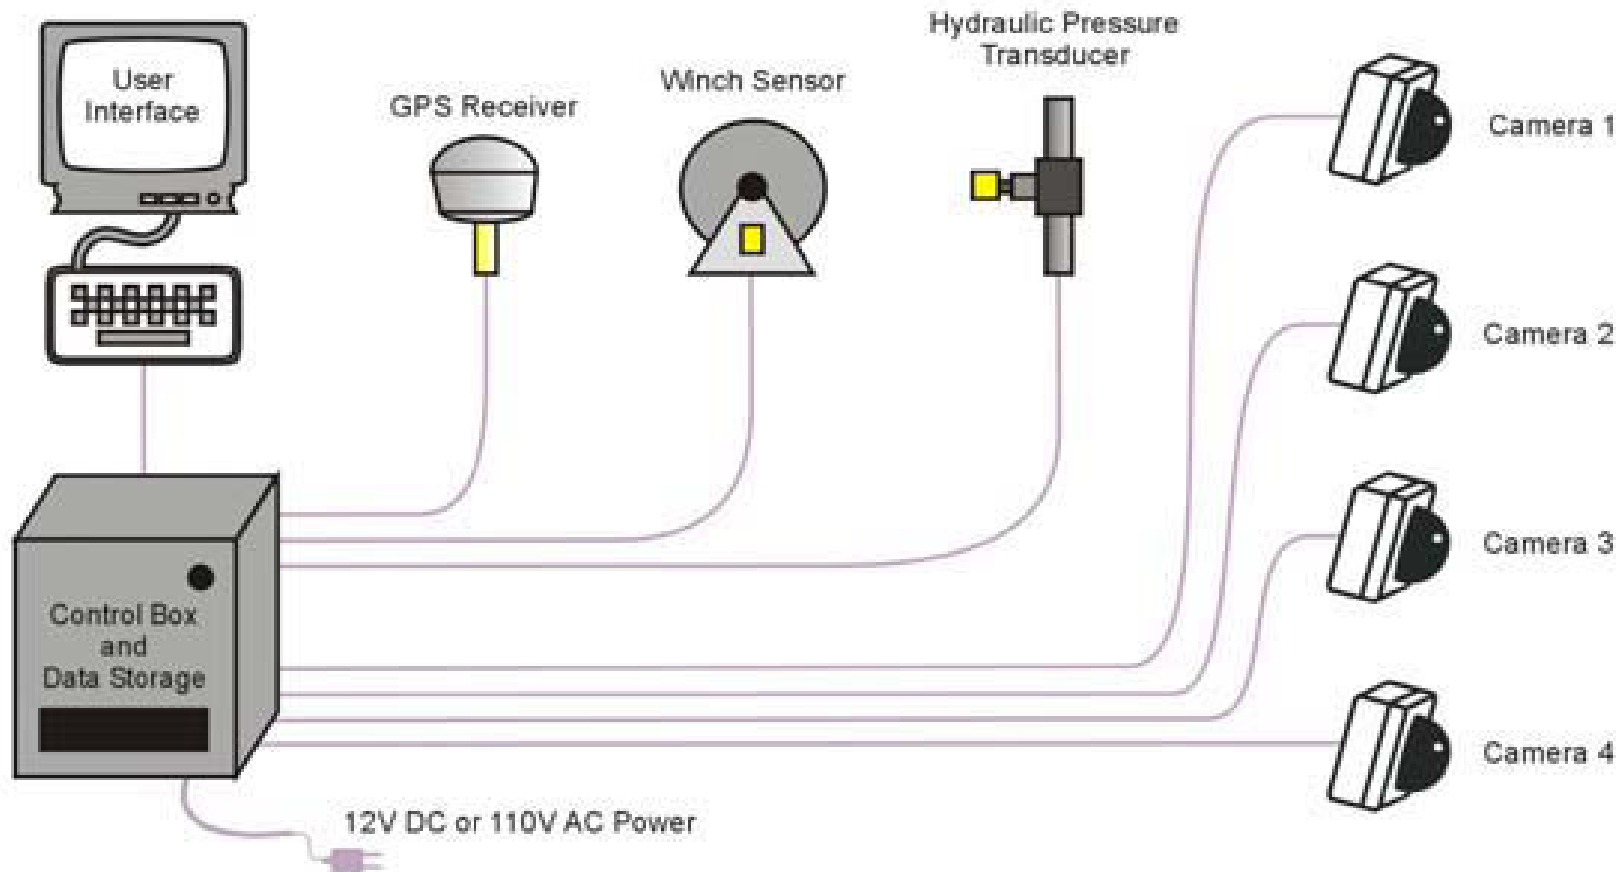 User
Interface
GPS Receiver
Winch Sensor
Hydraulic Pressure
Transducer
Camera 1
Camera 2
Camera 3
Camera 4
Control Box
and
Data Storage
12V DC or 110V AC Power